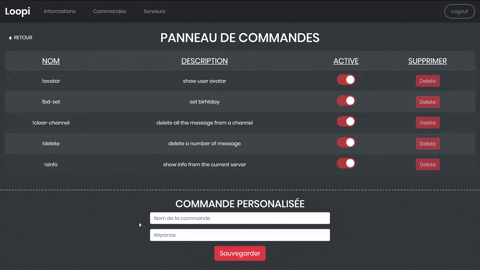 Loopi Informations Commandes Serveurs Logout
RETOUR
PANNEAU DE COMMANDES
NOM DESCRIPTION ACTIVE SUPPRIMER
!avatar show user avatar Delete
!bd-set set birhtday Delete
!clear-channel delete all the message from a channel Delete
!delete delete a number of message Delete
!sinfo show info from the current server Delete
COMMANDE PERSONALISÉE
Nom de la commande
Réponse
Sauvegarder